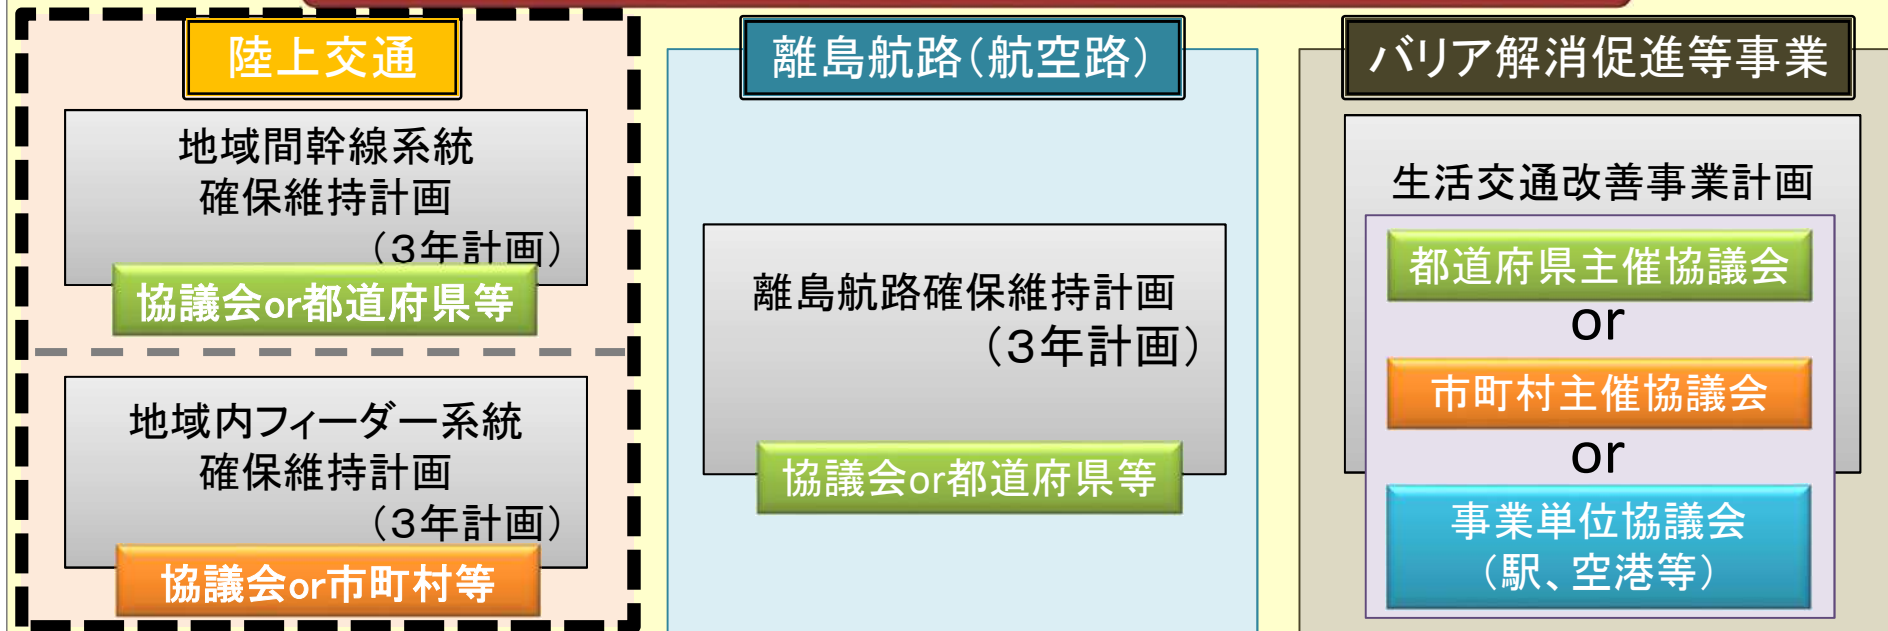 陸上交通
地域間幹線系統
確保維持計画
(3年計画)
協議会or都道府県等
地域内フィーダー系統
確保維持計画
(3年計画)
協議会or市町村等
離島航路(航空路)
離島航路確保維持計画
(3年計画)
協議会or都道府県等
バリア解消促進等事業
生活交通改善事業計画
都道府県主催協議会
or
市町村主催協議会
or
事業単位協議会
(駅、空港等)